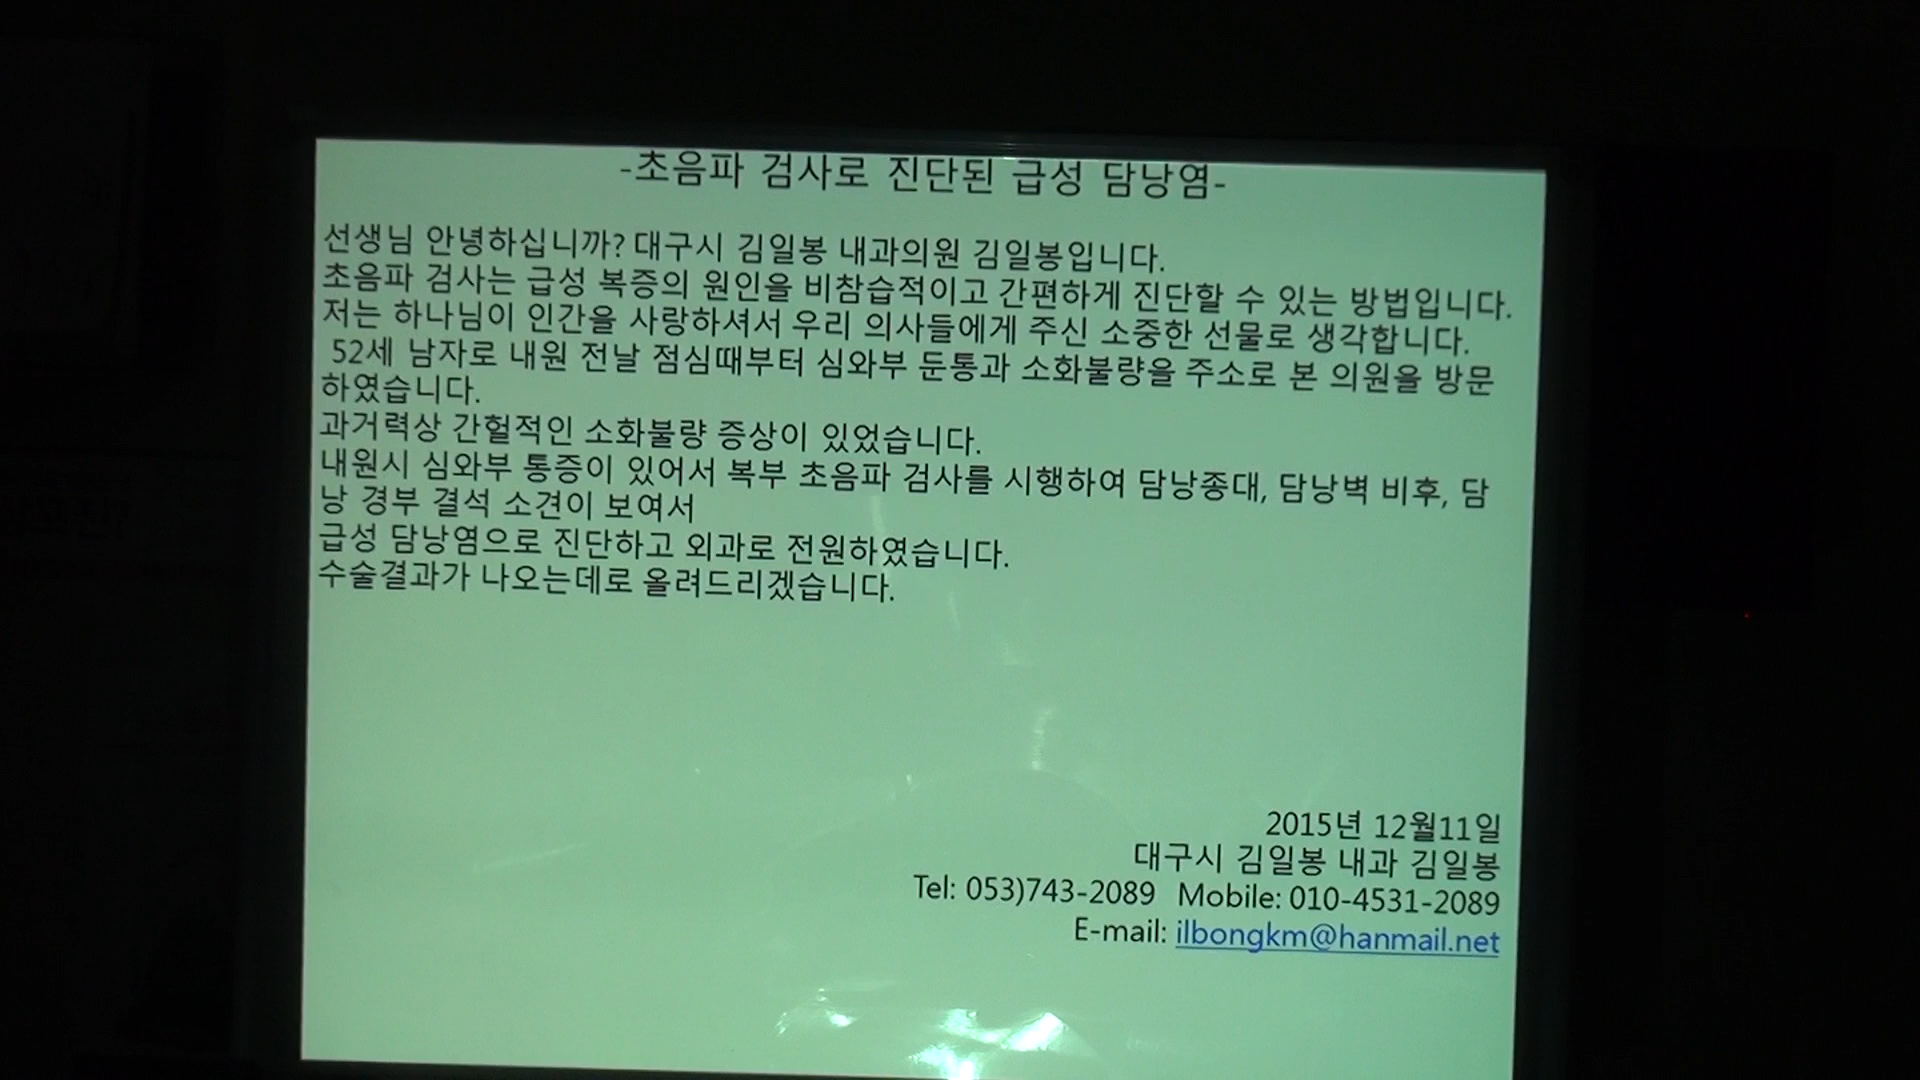 -초음파 검사로 진단된 급성 담낭염-
선생님 안녕하십니까? 대구시 김일봉 내과의원 김일봉입니다.
초음파 검사는 급성 복증의 원인을 비참습적이고 간편하게 진단할 수 있는 방법입니다.
저는 하나님이 인간을 사랑하셔서 우리 의사들에게 주신 소중한 선물로 생각합니다.
52세 남자로 내원 전날 점심때부터 심와부 둔통과 소화불량을 주소로 본 의원을 방문
하였습니다.
과거력상 간헐적인 소화불량 증상이 있었습니다.
내원시 심와부 통증이 있어서 복부 초음파 검사를 시행하여 담낭종대, 담낭벽 비후, 담
낭 경부 결석 소견이 보여서
급성 담낭염으로 진단하고 외과로 전원하였습니다.
수술결과가 나오는데로 올려드리겠습니다.
2015년 12월11일
대구시 김일봉 내과 김일봉
Tel: 053)743-2089 Mobile: 010-4531-2089
E-mail: ilbongkm@hanmail.net